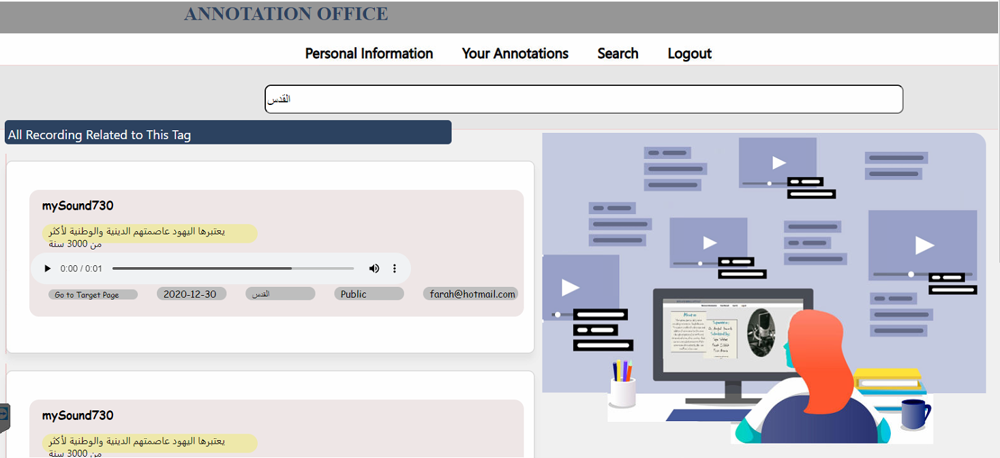 ANNOTATION OFFICE
Personal Information Your Annotations Search Logout
القدس
All Recording Related to This Tag
mySound730
يعتبرها اليهود عاصمتهم الدينية والوطنية لأكثر
من 3000 سنة
0:00 / 0:01
Go to Target Page 2020-12-30 القدس Public farah@hotmail.com
mySound730
يعتبرها اليهود عاصمتهم الدينية والوطنية لأكثر
من 3000 سنة